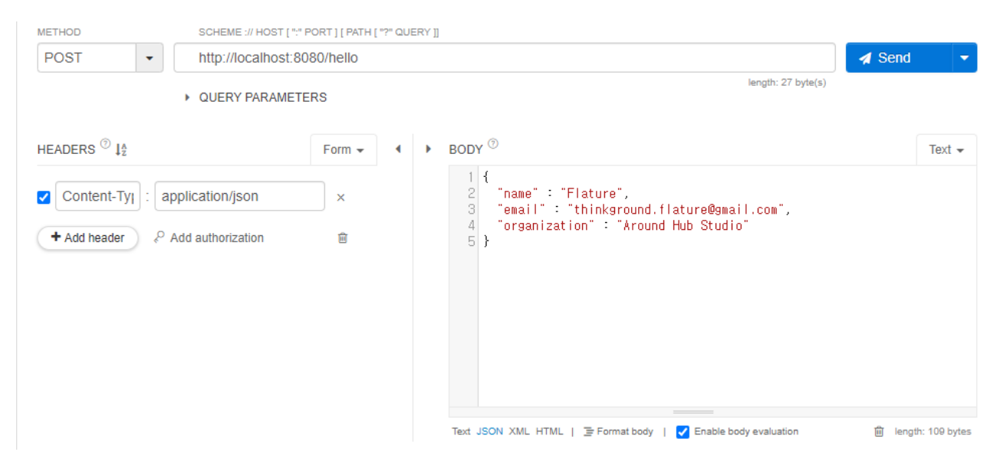 METHOD
SCHEME :// HOST [ ":" PORT ] [ PATH [ "?" QUERY ]]
POST
http://localhost:8080/hello
Send
length: 27 byte(s)
QUERY PARAMETERS
HEADERS ?
Form
BODY ?
Text
Content-Typ : application/json ×
+ Add header
Add authorization
1 {
2 "name" : "Flature",
3 "email" : "thinkground.flature@gmail.com",
4 "organization" : "Around Hub Studio"
5 }
Text JSON XML HTML | Format body | Enable body evaluation
length: 109 bytes